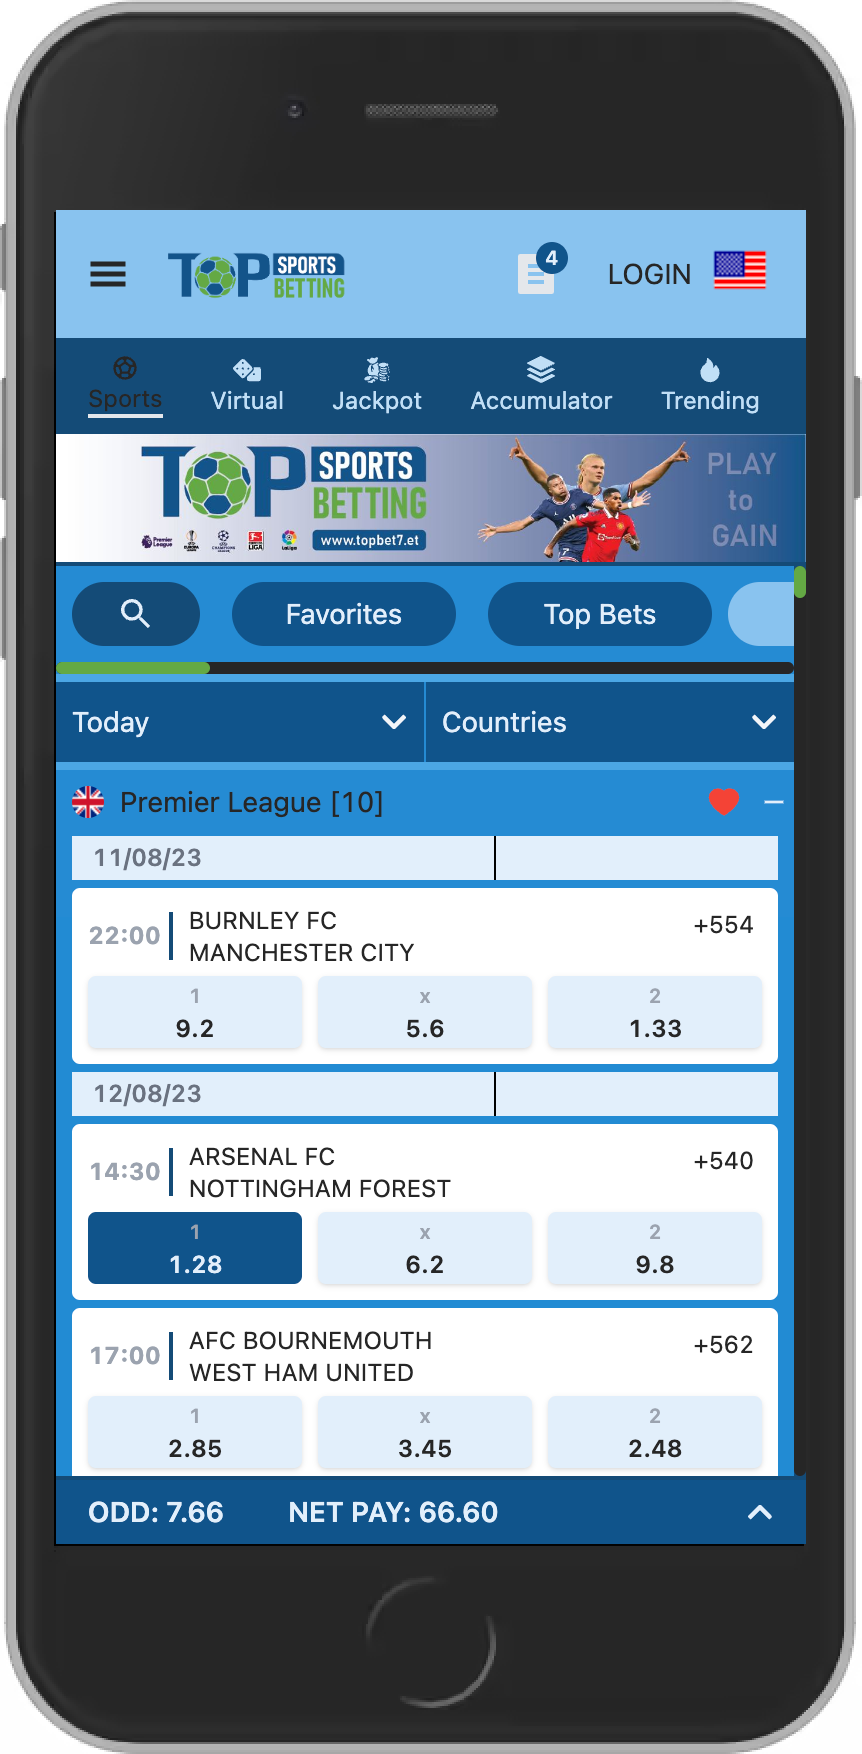 TOP SPORTS BETTING
4
LOGIN
Sports
Virtual
Jackpot
Accumulator
Trending
TOP SPORTS BETTING
Premier League
LALIGA
www.topbet7.et
PLAY
to
GAIN
Favorites
Top Bets
Today
Countries
Premier League [10]
11/08/23
22:00
BURNLEY FC
MANCHESTER CITY
+554
1
x
2
9.2
5.6
1.33
12/08/23
14:30
ARSENAL FC
NOTTINGHAM FOREST
+540
1
x
2
1.28
6.2
9.8
17:00
AFC BOURNEMOUTH
WEST HAM UNITED
+562
1
x
2
2.85
3.45
2.48
ODD: 7.66
NET PAY: 66.60